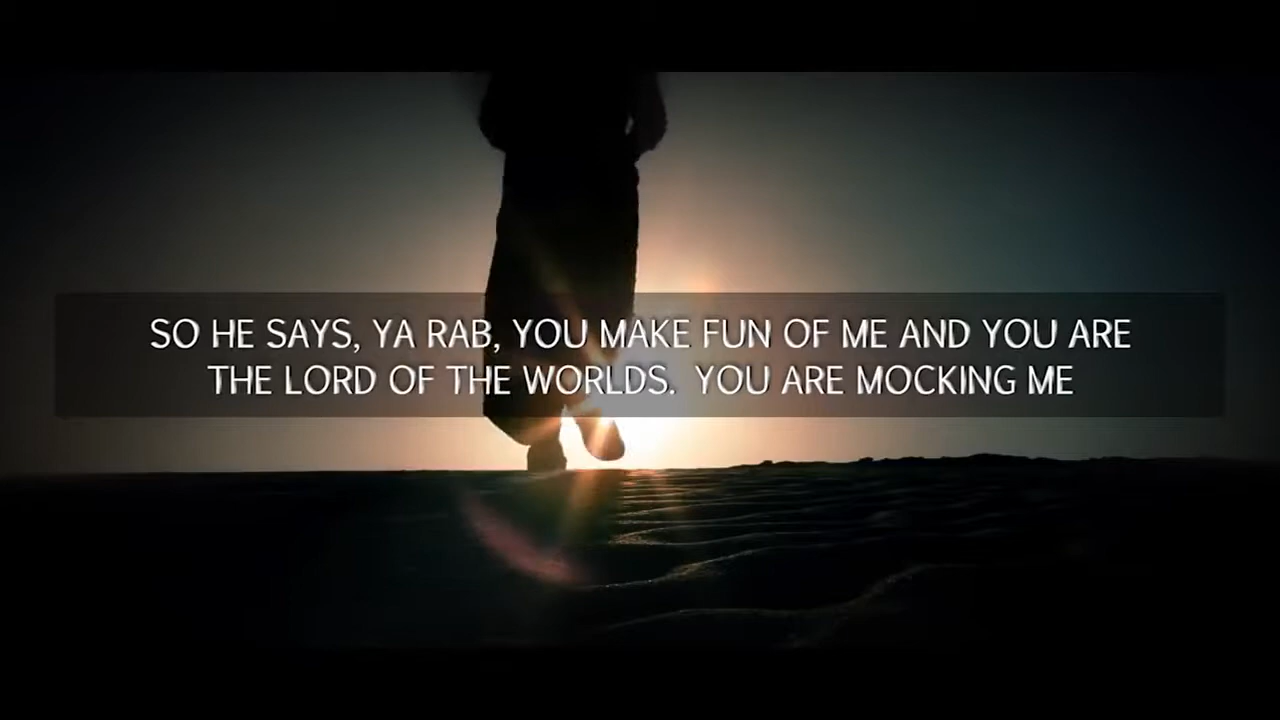 SO HE SAYS, YA RAB, YOU MAKE FUN OF ME AND YOU ARE
THE LORD OF THE WORLDS. YOU ARE MOCKING ME